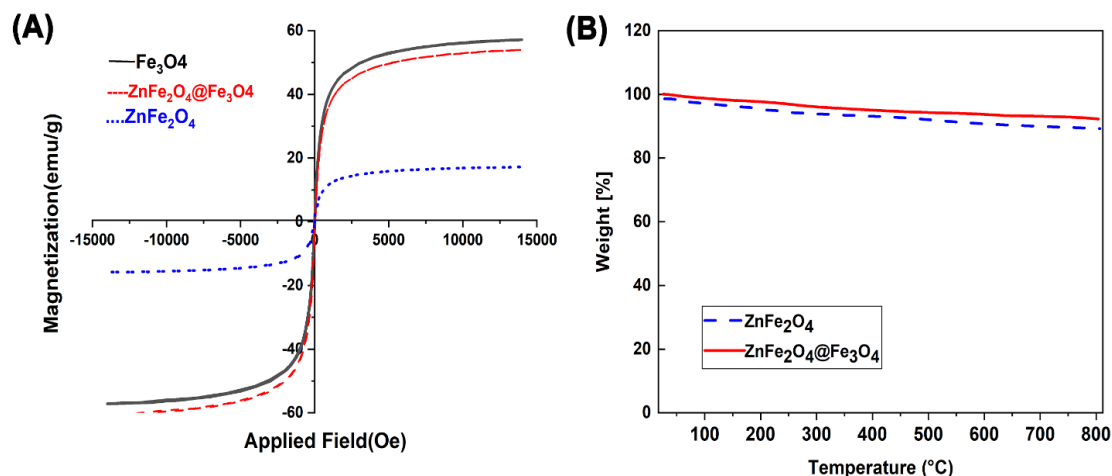 (A)
Fe₃O4
ZnFe₂O₄@Fe3O4
ZnFe₂O₄
Magnetization(emu/g)
60
40
20
0
-20
-40
-60
-15000 -10000 -5000 0 5000 10000 15000
Applied Field(Oe)
(B)
Weight [%]
120
100
80
60
40
20
0
ZnFe₂O₄
ZnFe₂O₄@Fe₃O₄
100 200 300 400 500 600 700 800
Temperature (°C)